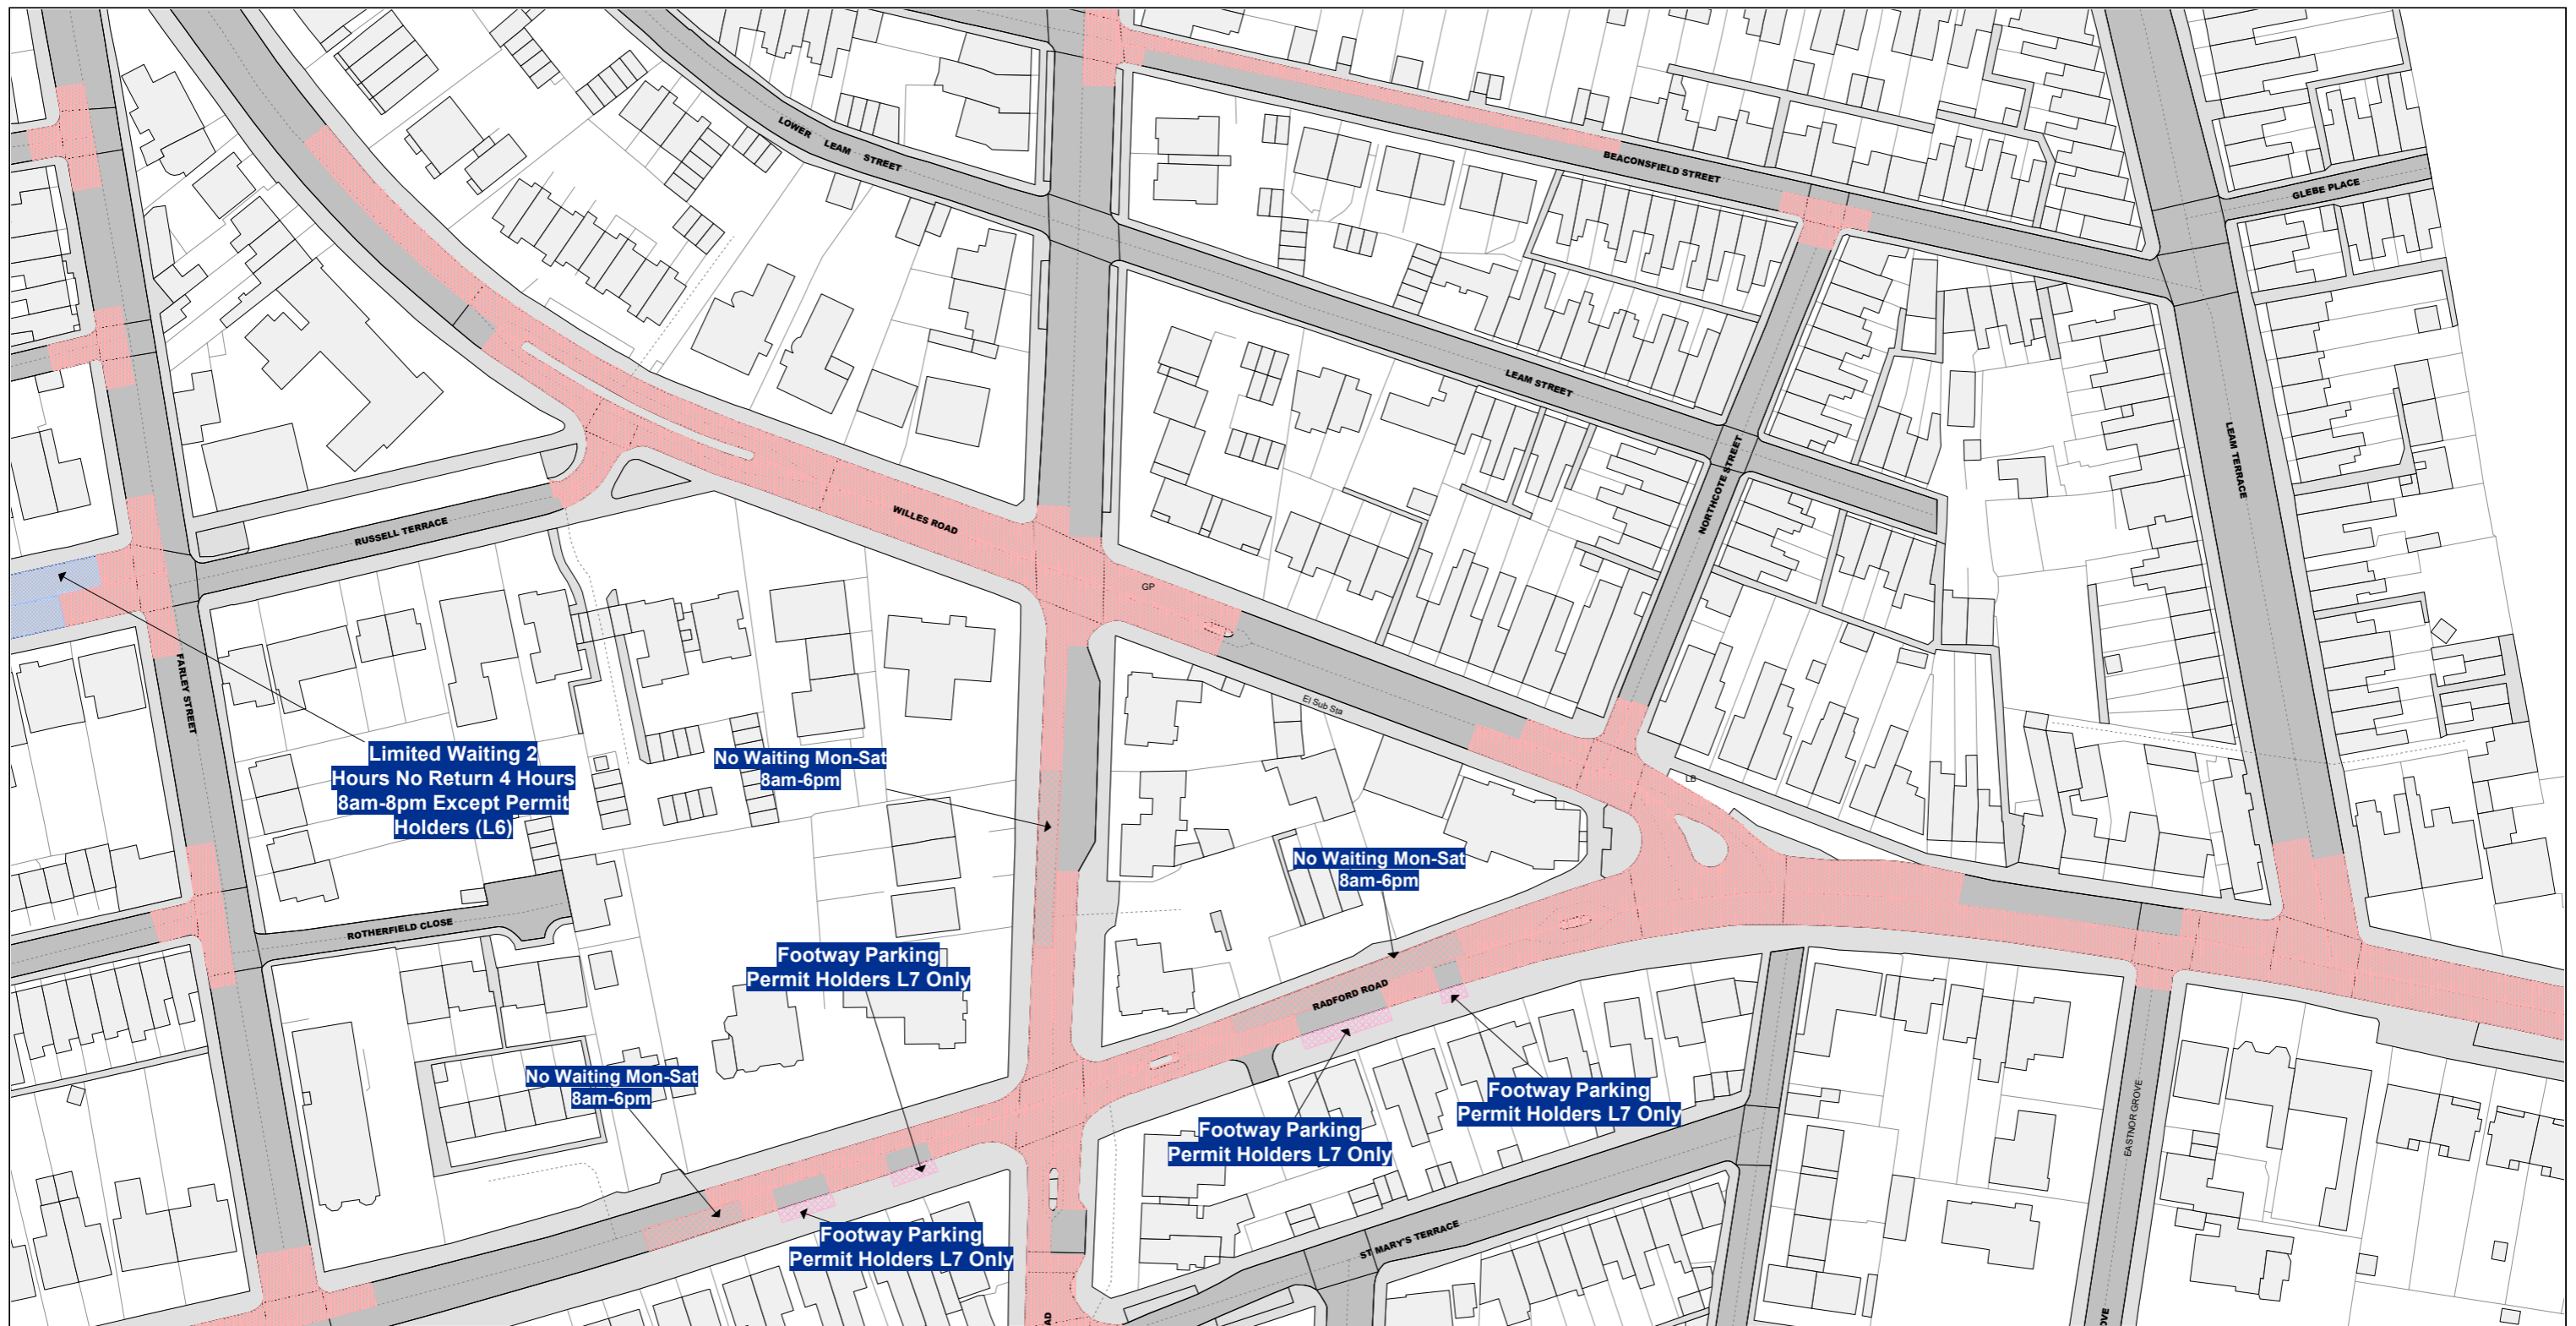 LOWER LEAM STREET
BEACONSFIELD STREET
GLEBE PLACE
LEAM STREET
LEAM TERRACE
NORTHCOTE STREET
WILLES ROAD
RUSSELL TERRACE
GP
FARLEY STREET
El Sub Sta
Limited Waiting 2
Hours No Return 4 Hours
8am-8pm Except Permit
Holders (L6)
No Waiting Mon-Sat
8am-6pm
LB
No Waiting Mon-Sat
8am-6pm
ROTHERFIELD CLOSE
Footway Parking
Permit Holders L7 Only
RADFORD ROAD
No Waiting Mon-Sat
8am-6pm
Footway Parking
Permit Holders L7 Only
Footway Parking
Permit Holders L7 Only
EASTNOR GROVE
Footway Parking
Permit Holders L7 Only
ST MARY'S TERRACE
AD
OVE